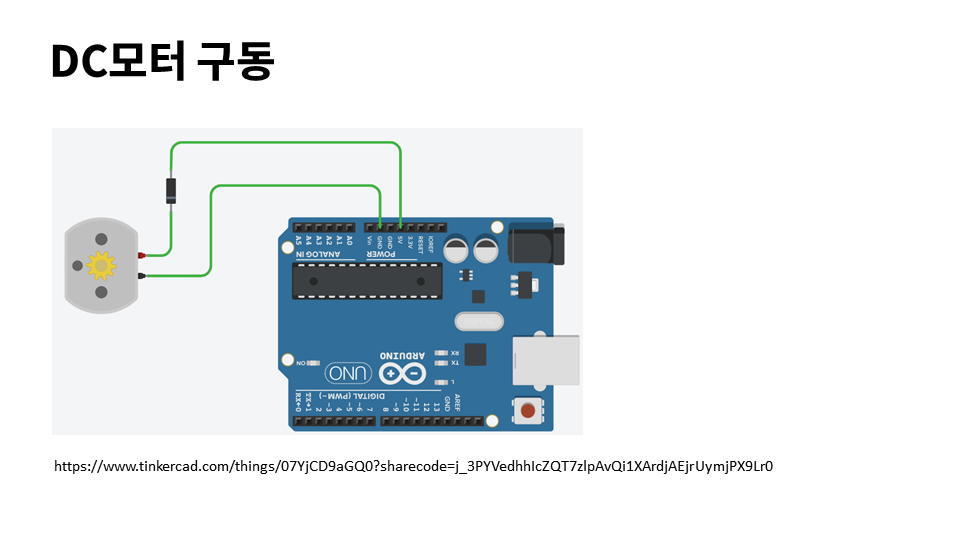 DC모터 구동
A5
A4
A3
A2
A1
A0
Vin
GND
GND
5V
3.3V
RESET
IOREF
ANALOG IN
POWER
ARDUINO
UNO
ON
RX
TX
L
DIGITAL (PWM~)
RX←0
TX→1
2
~3
4
~5
~6
7
8
~9
~10
~11
12
13
GND
AREF
https://www.tinkercad.com/things/07YjCD9aGQ0?sharecode=j_3PYVedhhIcZQT7zlpAvQi1XArdjAEjrUymjPX9Lr0